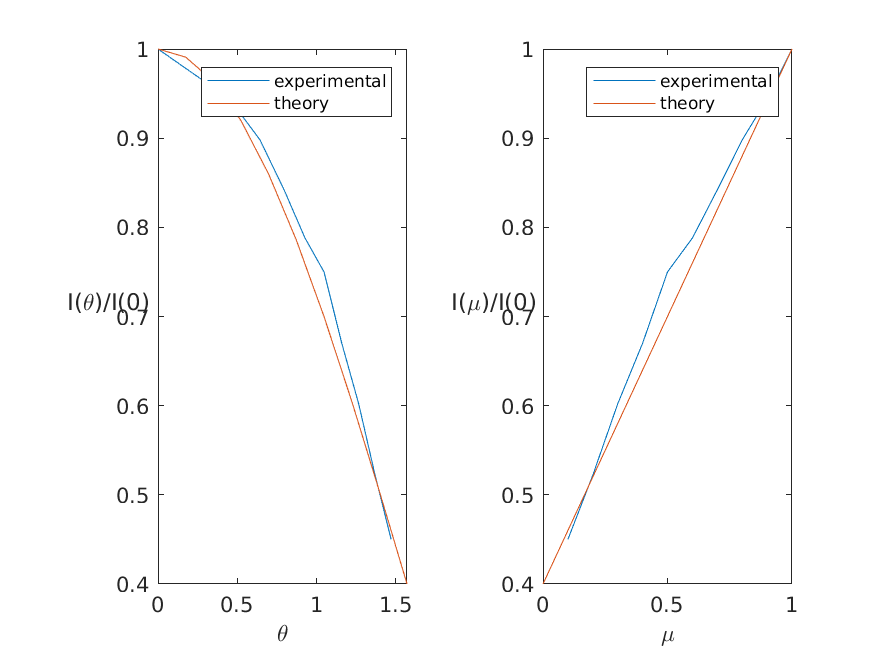 1
0.9
0.8
0.7
0.6
0.5
0.4
I(θ)/I(0)
experimental
theory
0 0.5 1 1.5
θ
1
0.9
0.8
0.7
0.6
0.5
0.4
I(μ)/I(0)
experimental
theory
0 0.5 1
μ